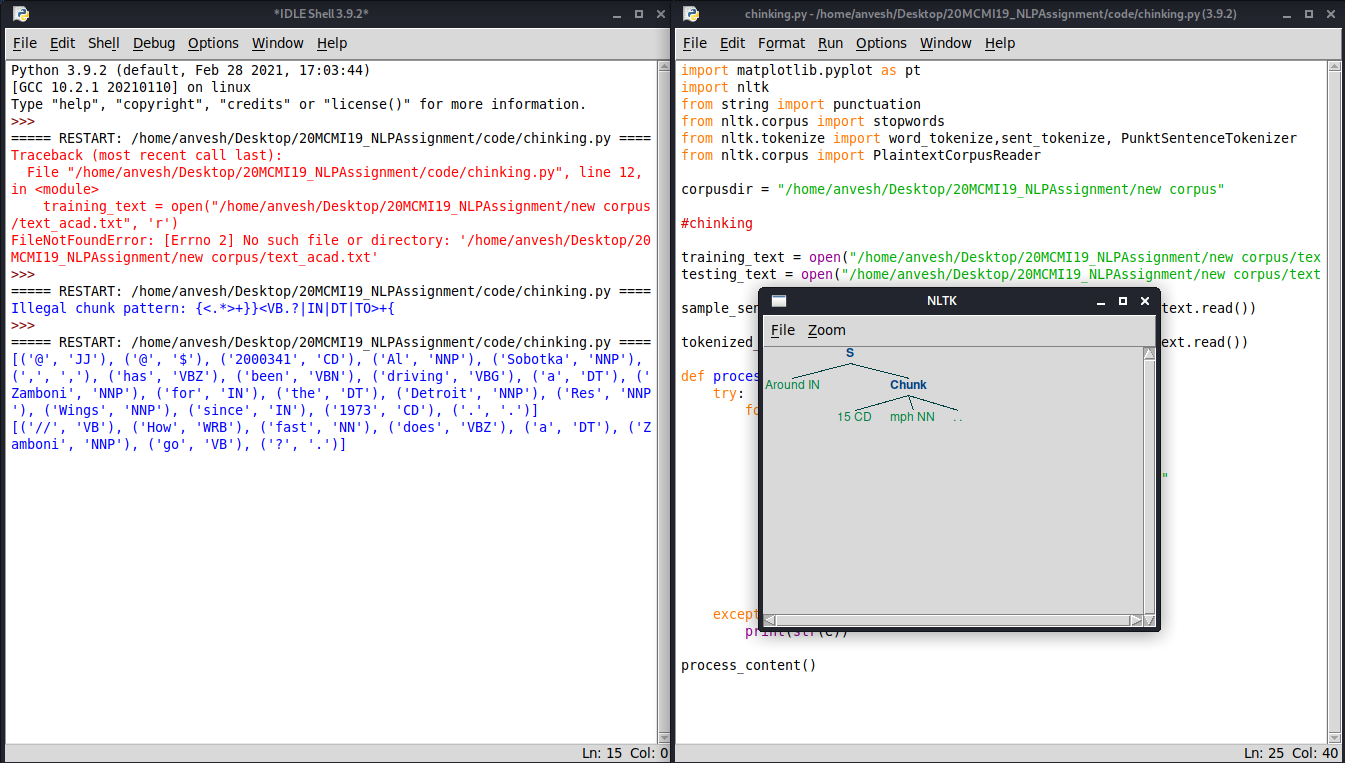 *IDLE Shell 3.9.2*
File Edit Shell Debug Options Window Help
Python 3.9.2 (default, Feb 28 2021, 17:03:44)
[GCC 10.2.1 20210110] on linux
Type "help", "copyright", "credits" or "license()" for more information.
>>>
===== RESTART: /home/anvesh/Desktop/20MCMI19_NLPAssignment/code/chinking.py ====
Traceback (most recent call last):
  File "/home/anvesh/Desktop/20MCMI19_NLPAssignment/code/chinking.py", line 12,
in <module>
    training_text = open("/home/anvesh/Desktop/20MCMI19_NLPAssignment/new corpus
/text_acad.txt", 'r')
FileNotFoundError: [Errno 2] No such file or directory: '/home/anvesh/Desktop/20
MCMI19_NLPAssignment/new corpus/text_acad.txt'
>>>
===== RESTART: /home/anvesh/Desktop/20MCMI19_NLPAssignment/code/chinking.py ====
Illegal chunk pattern: {<.*>+}}<VB.?|IN|DT|TO>+{
>>>
===== RESTART: /home/anvesh/Desktop/20MCMI19_NLPAssignment/code/chinking.py ====
[('@', 'JJ'), ('@', '$'), ('2000341', 'CD'), ('Al', 'NNP'), ('Sobotka', 'NNP'),
(',', ','), ('has', 'VBZ'), ('been', 'VBN'), ('driving', 'VBG'), ('a', 'DT'), ('
Zamboni', 'NNP'), ('for', 'IN'), ('the', 'DT'), ('Detroit', 'NNP'), ('Res', 'NNP
'), ('Wings', 'NNP'), ('since', 'IN'), ('1973', 'CD'), ('.', '.')]
[('//', 'VB'), ('How', 'WRB'), ('fast', 'NN'), ('does', 'VBZ'), ('a', 'DT'), ('Z
amboni', 'NNP'), ('go', 'VB'), ('?', '.')]
Ln: 15 Col: 0
chinking.py - /home/anvesh/Desktop/20MCMI19_NLPAssignment/code/chinking.py (3.9.2)
File Edit Format Run Options Window Help
import matplotlib.pyplot as pt
import nltk
from string import punctuation
from nltk.corpus import stopwords
from nltk.tokenize import word_tokenize,sent_tokenize, PunktSentenceTokenizer
from nltk.corpus import PlaintextCorpusReader
corpusdir = "/home/anvesh/Desktop/20MCMI19_NLPAssignment/new corpus"
#chinking
training_text = open("/home/anvesh/Desktop/20MCMI19_NLPAssignment/new corpus/tex
testing_text = open("/home/anvesh/Desktop/20MCMI19_NLPAssignment/new corpus/text
sample_sen text.read())
tokenized_ ext.read())
def proces
try:
fo
"
except
print(str(e))
process_content()
Ln: 25 Col: 40
NLTK
File Zoom
S
Around IN Chunk
15 CD mph NN . .